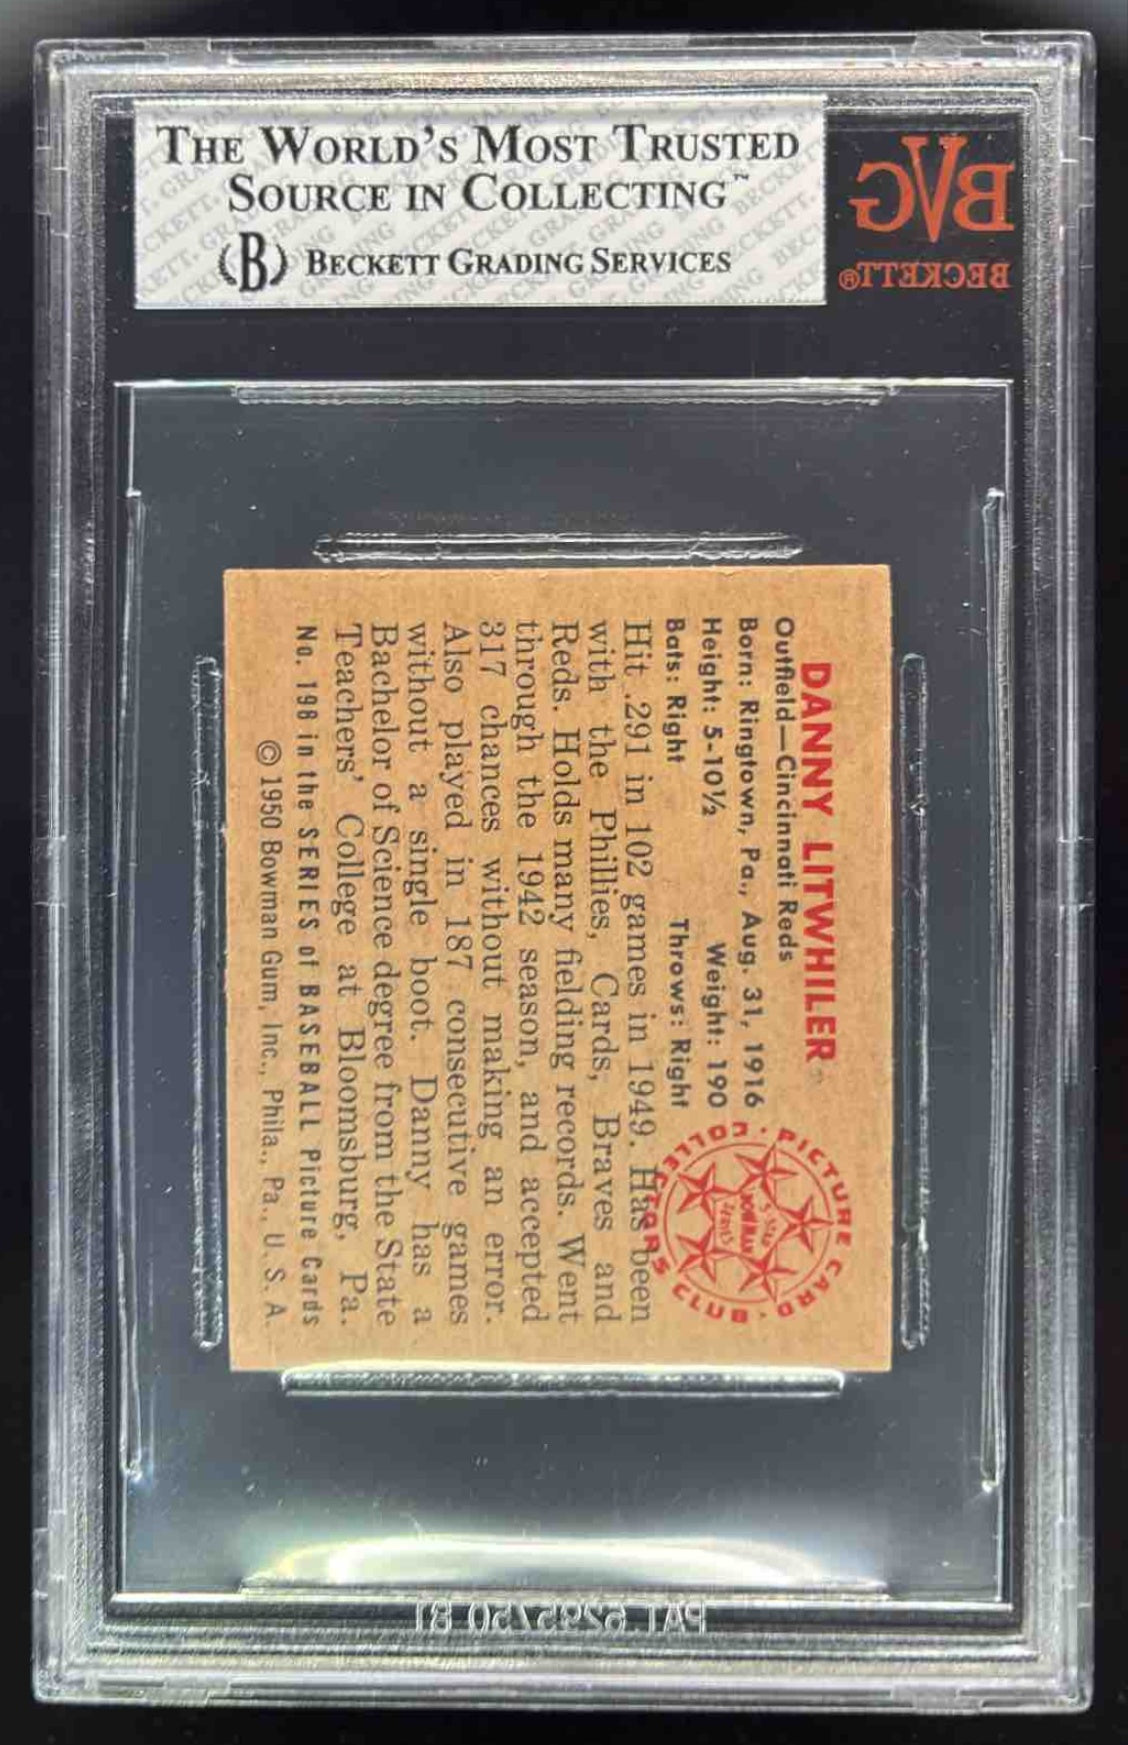 THE WORLD'S MOST TRUSTED
SOURCE IN COLLECTING™
(B) BECKETT GRADING SERVICES
BVG
BECKETT®
DANNY LITWHILER
Outfield—Cincinnati Reds
Born: Ringtown, Pa., Aug. 31, 1916
Height: 5-10½ Weight: 190
Bats: Right Throws: Right
Hit .291 in 102 games in 1949. Has been
with the Phillies, Cards, Braves and
Reds. Holds many fielding records. Went
through the 1942 season, and accepted
317 chances without making an error.
Also played in 187 consecutive games
without a single boot. Danny has a
Bachelor of Science degree from the State
Teachers' College at Bloomsburg, Pa.
No. 198 in the SERIES of BASEBALL Picture Cards
© 1950 Bowman Gum, Inc., Phila., Pa., U. S. A.
· PICTURE CARD · COLLECTORS CLUB
5 STAR
BOWMAN
SERIES